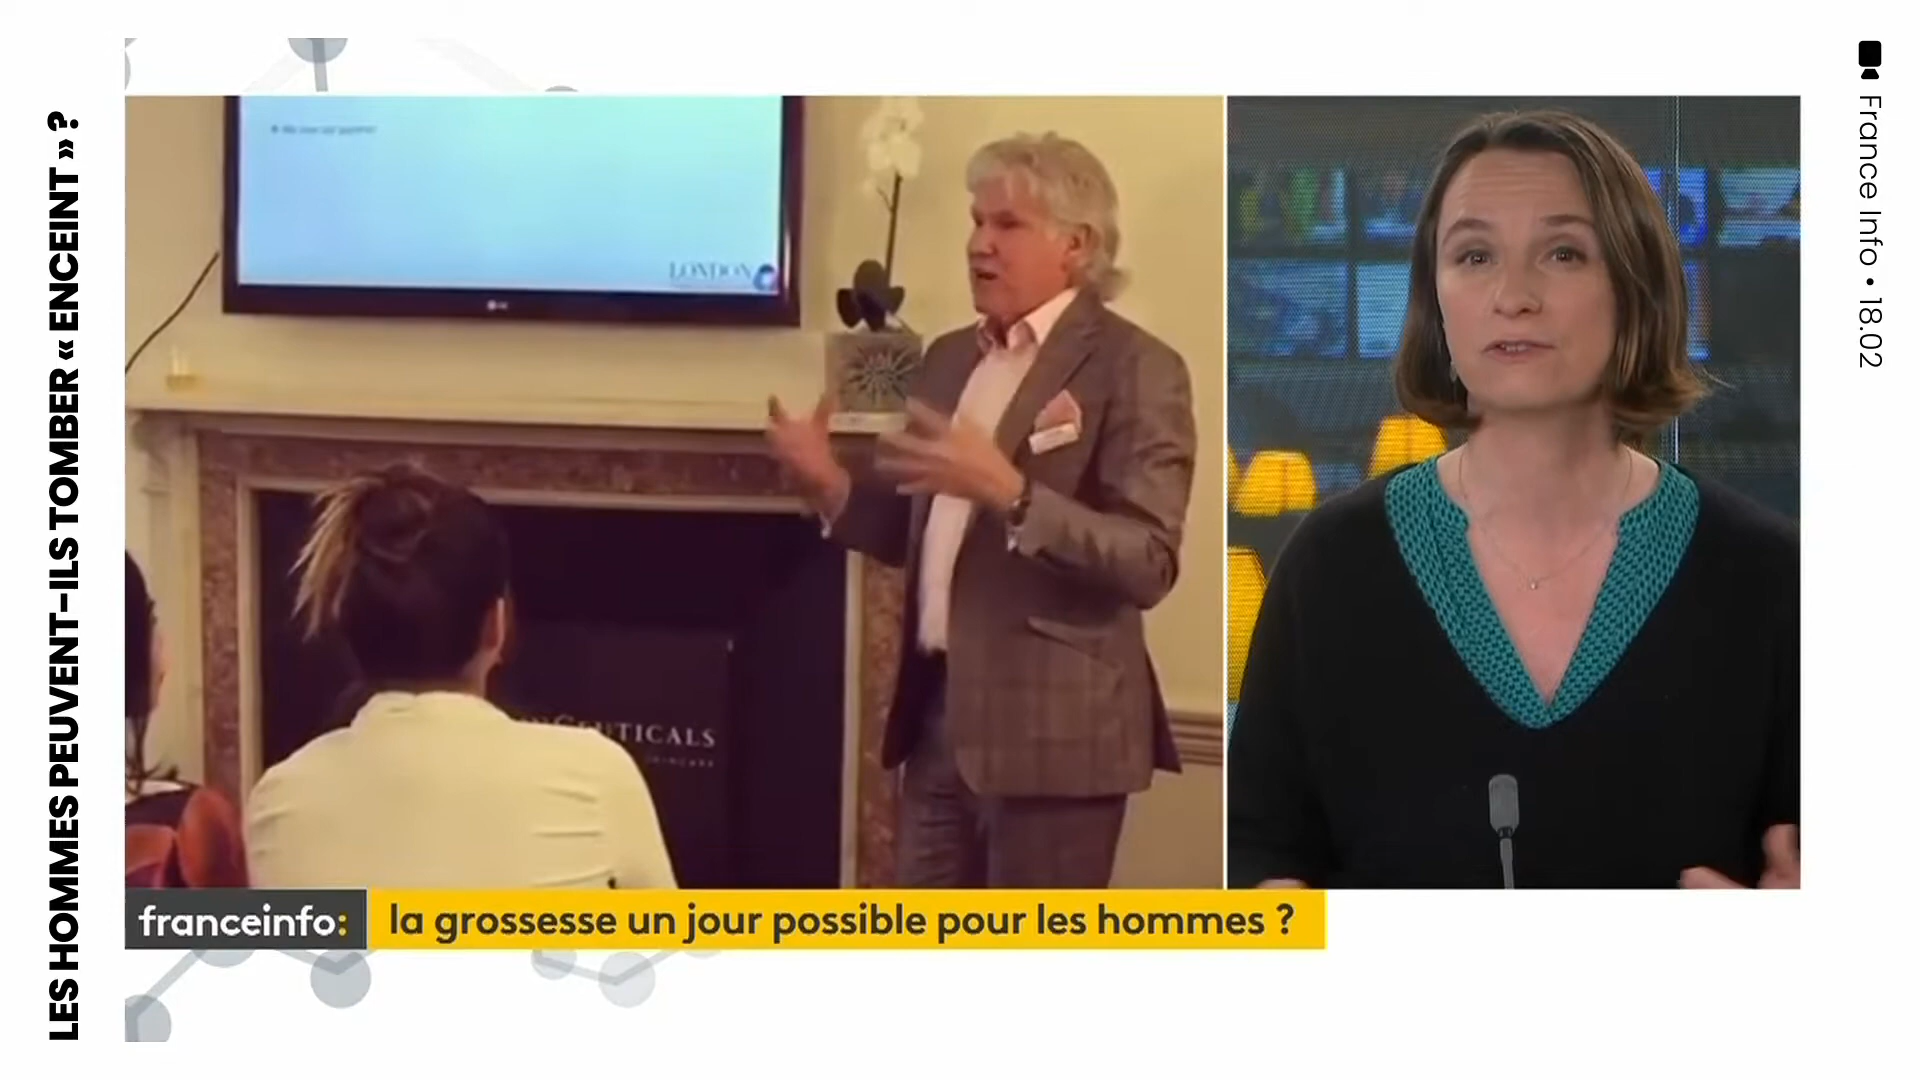 LES HOMMES PEUVENT-ILS TOMBER « ENCEINT » ?
France Info • 18.02
LONDON
LG
TICALS
franceinfo:
la grossesse un jour possible pour les hommes ?